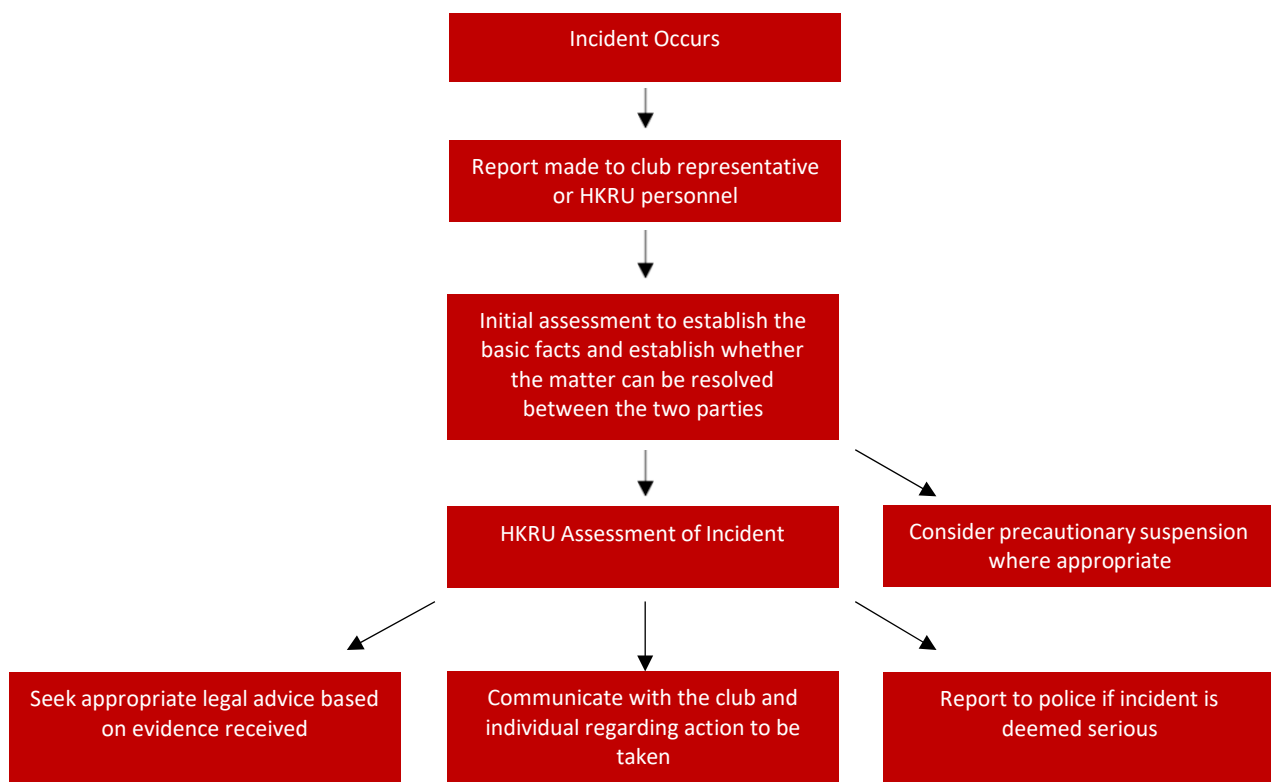 Incident Occurs
Report made to club representative
or HKRU personnel
Initial assessment to establish the
basic facts and establish whether
the matter can be resolved
between the two parties
HKRU Assessment of Incident
Consider precautionary suspension
where appropriate
Seek appropriate legal advice based
on evidence received
Communicate with the club and
individual regarding action to be
taken
Report to police if incident is
deemed serious